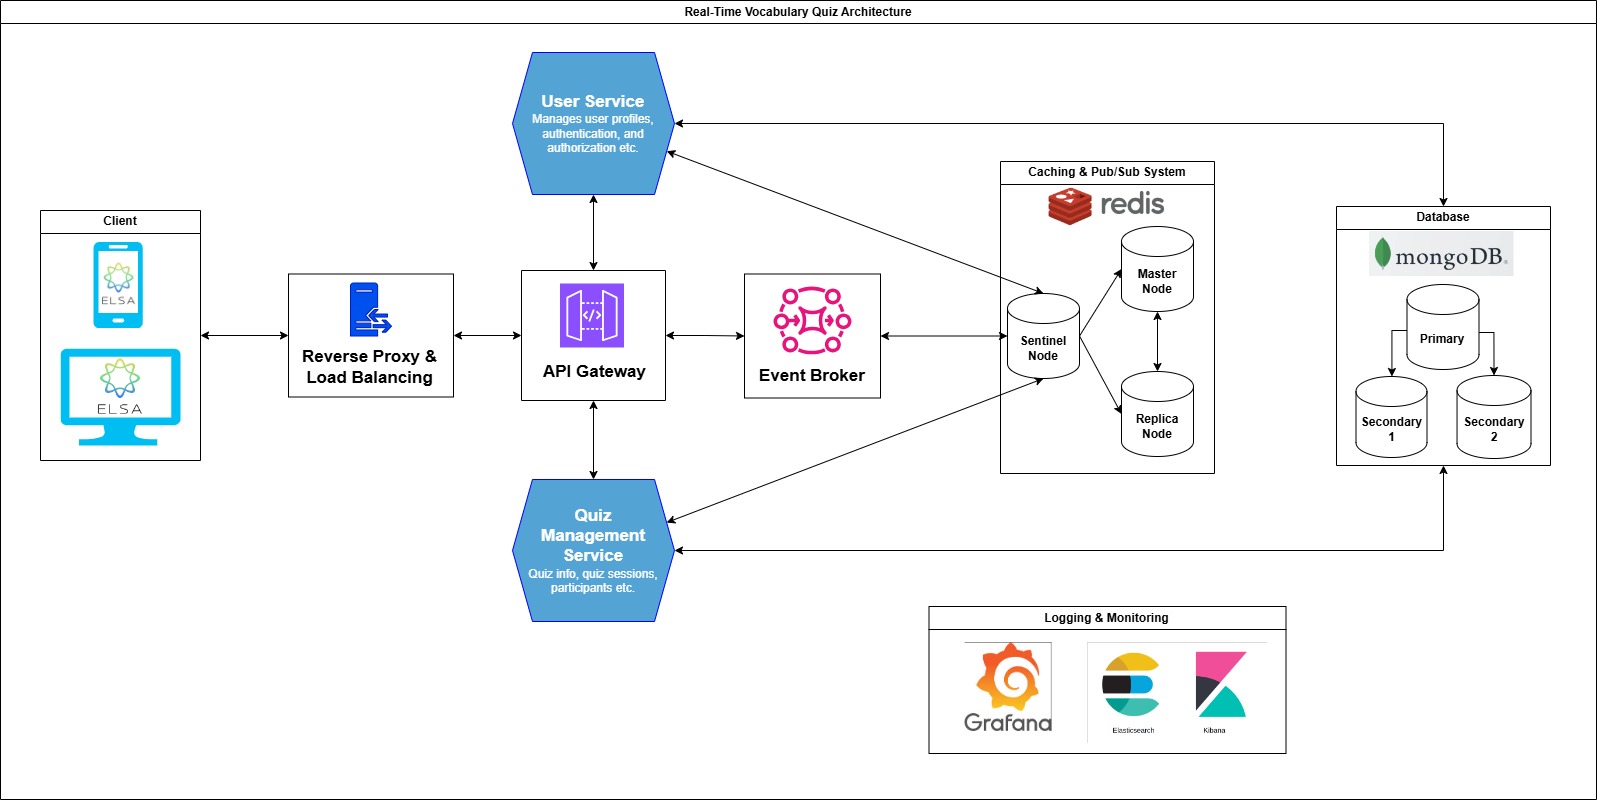 Real-Time Vocabulary Quiz Architecture
User Service
Manages user profiles,
authentication, and
authorization etc.
Client
ELSA
ELSA
Reverse Proxy &
Load Balancing
API Gateway
Event Broker
Quiz
Management
Service
Quiz info, quiz sessions,
participants etc.
Caching & Pub/Sub System
redis
Master
Node
Sentinel
Node
Replica
Node
Database
mongoDB
Primary
Secondary
1
Secondary
2
Logging & Monitoring
Grafana
Elasticsearch
Kibana